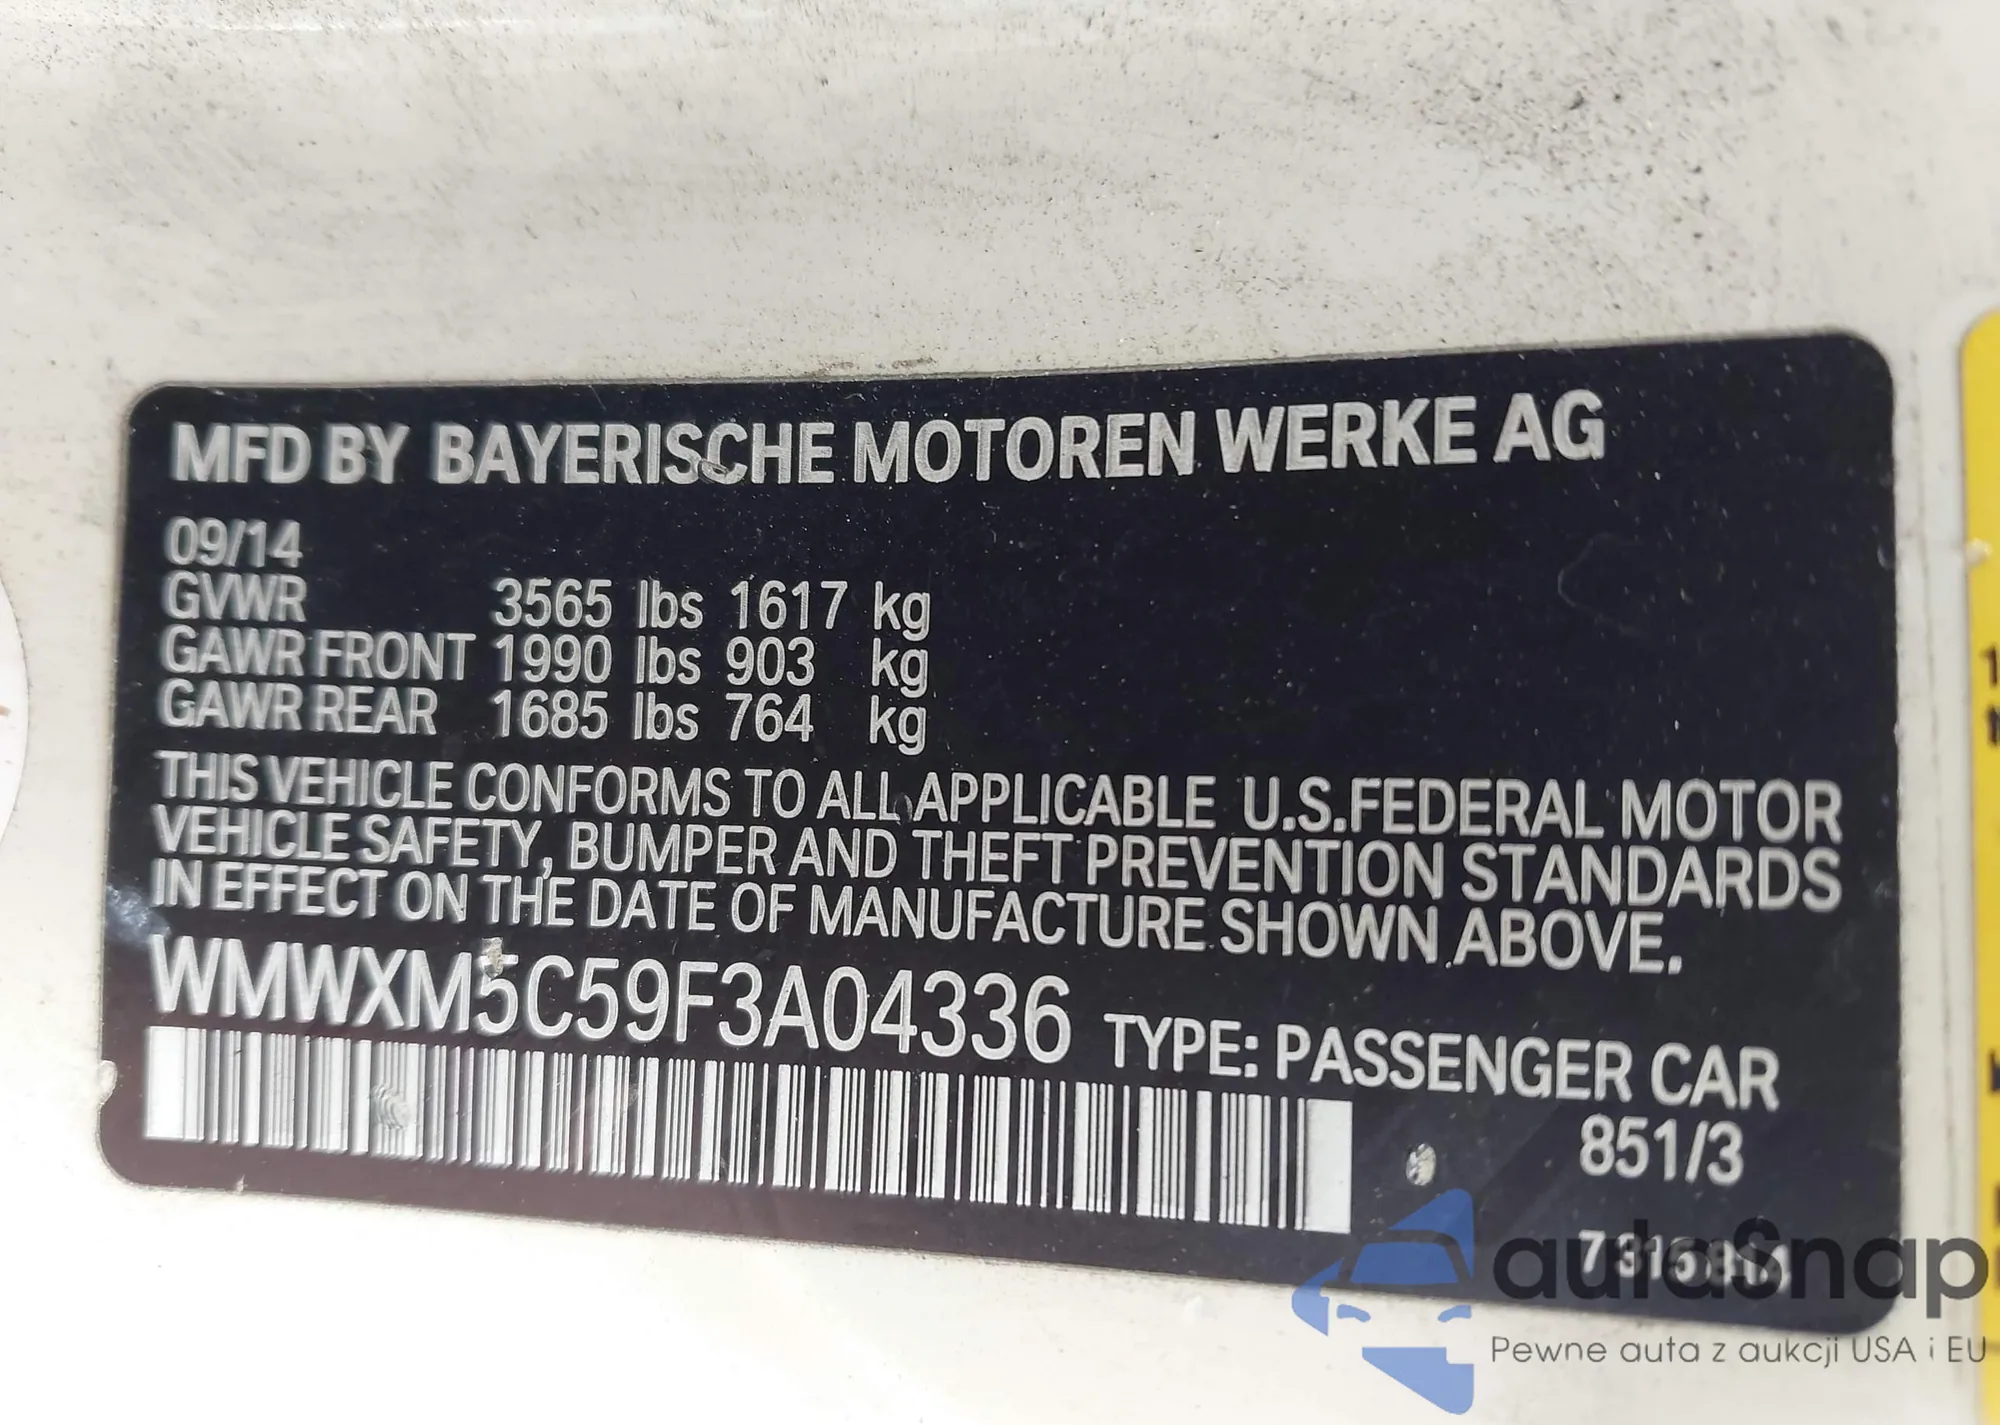 MFD BY BAYERISCHE MOTOREN WERKE AG
09/14
GVWR 3565 lbs 1617 kg
GAWR FRONT 1990 lbs 903 kg
GAWR REAR 1685 lbs 764 kg
THIS VEHICLE CONFORMS TO ALL APPLICABLE U.S.FEDERAL MOTOR
VEHICLE SAFETY, BUMPER AND THEFT PREVENTION STANDARDS
IN EFFECT ON THE DATE OF MANUFACTURE SHOWN ABOVE.
WMWXM5C59F3A04336 TYPE: PASSENGER CAR
851/3
autaSnap
Pewne auta z aukcji USA i EU